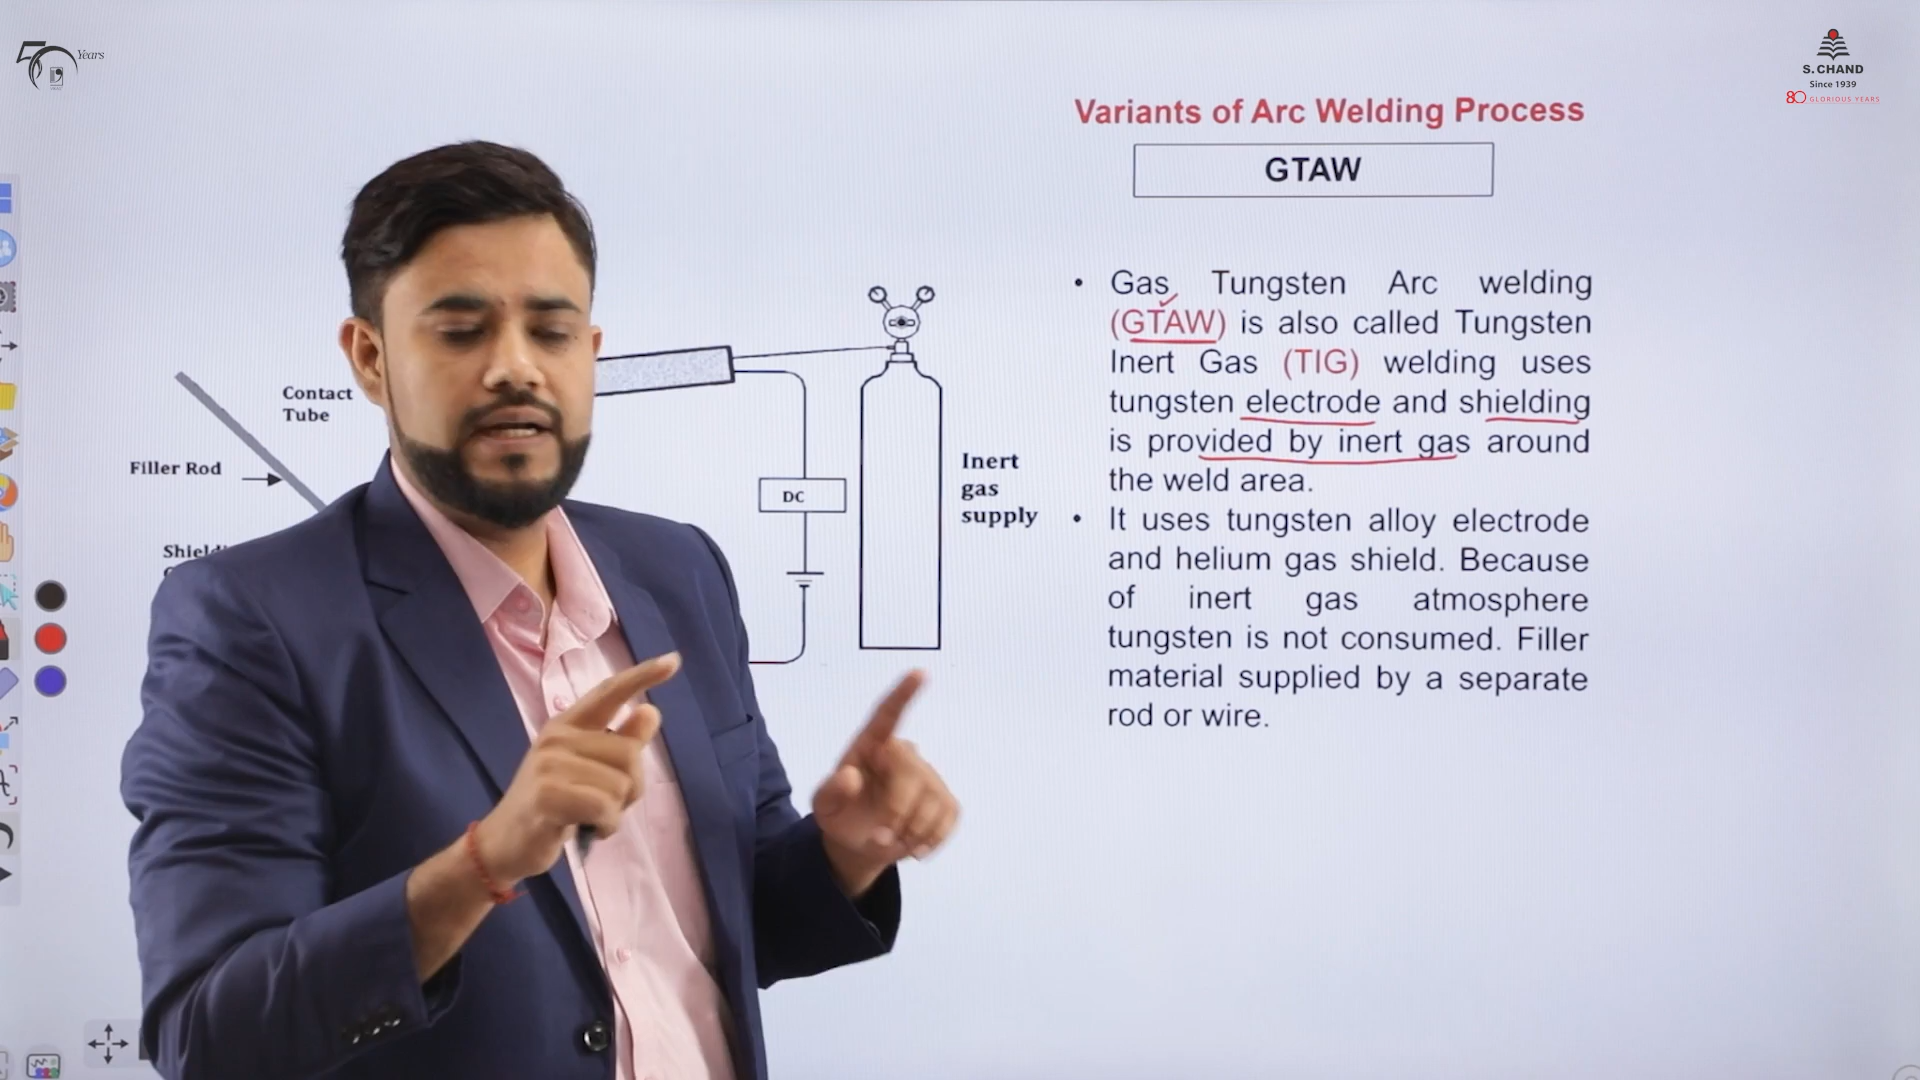 50 Years
S. CHAND
Since 1939
80 GLORIOUS YEARS
Variants of Arc Welding Process
GTAW
• Gas Tungsten Arc welding
(GTAW) is also called Tungsten
Inert Gas (TIG) welding uses
tungsten electrode and shielding
is provided by inert gas around
the weld area.
• It uses tungsten alloy electrode
and helium gas shield. Because
of inert gas atmosphere
tungsten is not consumed. Filler
material supplied by a separate
rod or wire.
Contact
Tube
Filler Rod
DC
Inert
gas
supply